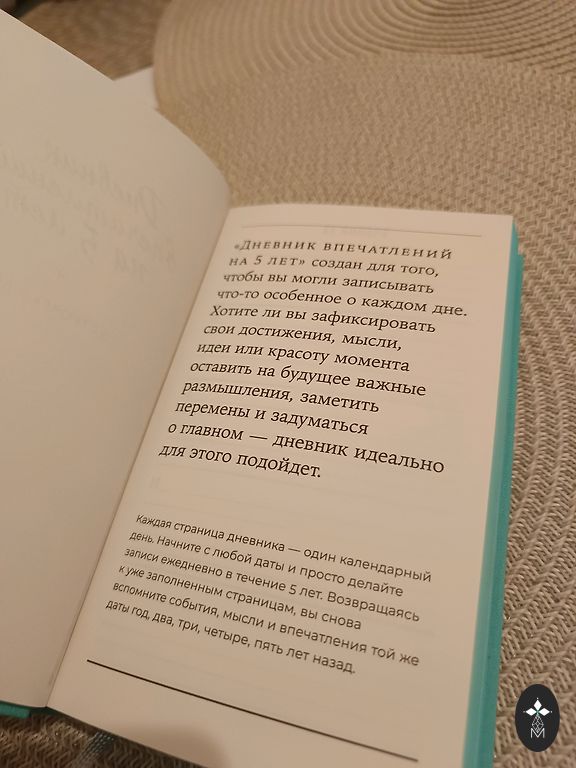 «Дневник впечатлений
на 5 лет» создан для того,
чтобы вы могли записывать
что-то особенное о каждом дне.
Хотите ли вы зафиксировать
свои достижения, мысли,
идеи или красоту момента
оставить на будущее важные
размышления, заметить
перемены и задуматься
о главном — дневник идеально
для этого подойдет.
Каждая страница дневника — один календарный
день. Начните с любой даты и просто делайте
записи ежедневно в течение 5 лет. Возвращаясь
к уже заполненным страницам, вы снова
вспомните события, мысли и впечатления той же
даты год, два, три, четыре, пять лет назад.
M